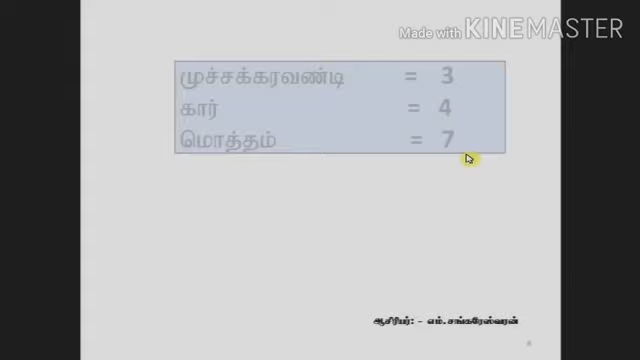 Made with KINEMASTER
முச்சக்கரவண்டி = 3
கார் = 4
மொத்தம் = 7
ஆசிரியர்: - எம்.சங்கரேஸ்வரன்